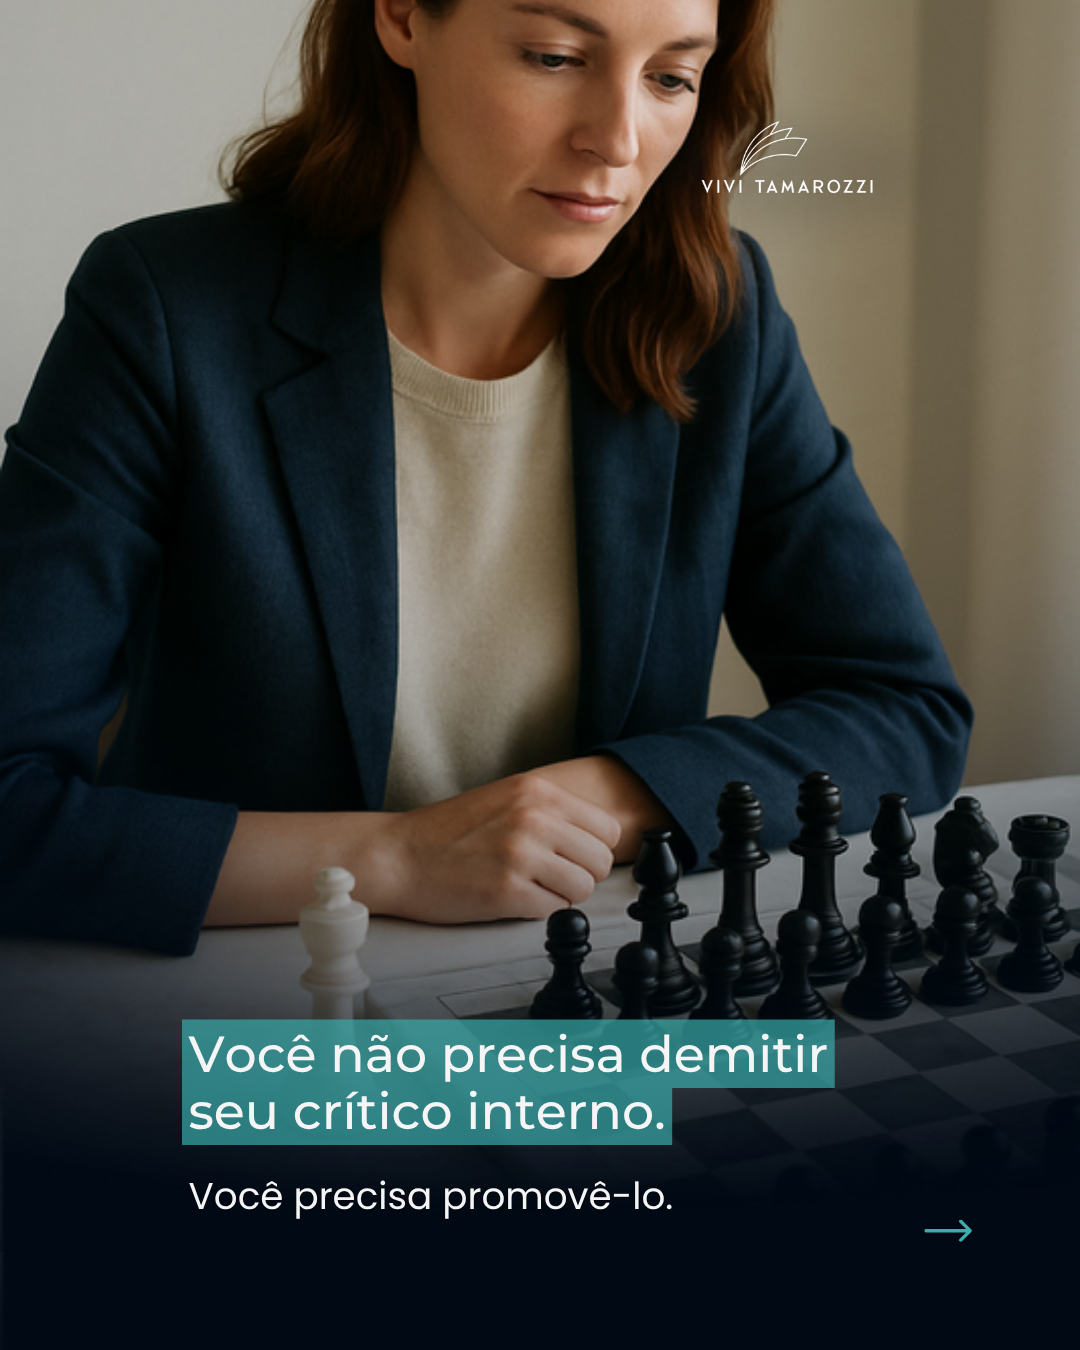 VIVI TAMAROZZI
Você não precisa demitir
seu crítico interno.
Você precisa promovê-lo.